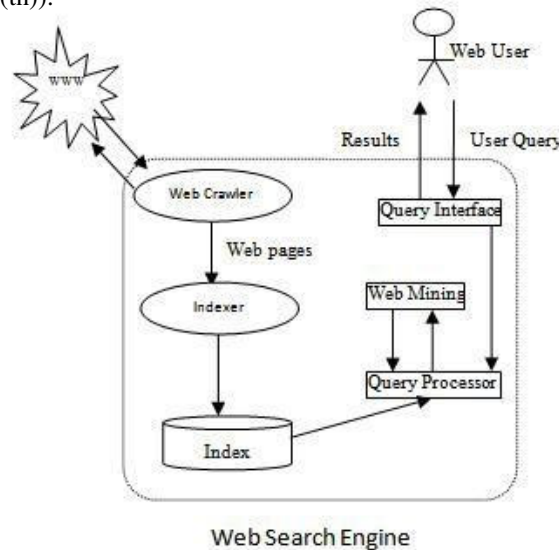 (th)).
WWW
Web User
Results
User Query
Web Crawler
Query Interface
Web pages
Web Mining
Indexer
Query Processor
Index
Web Search Engine